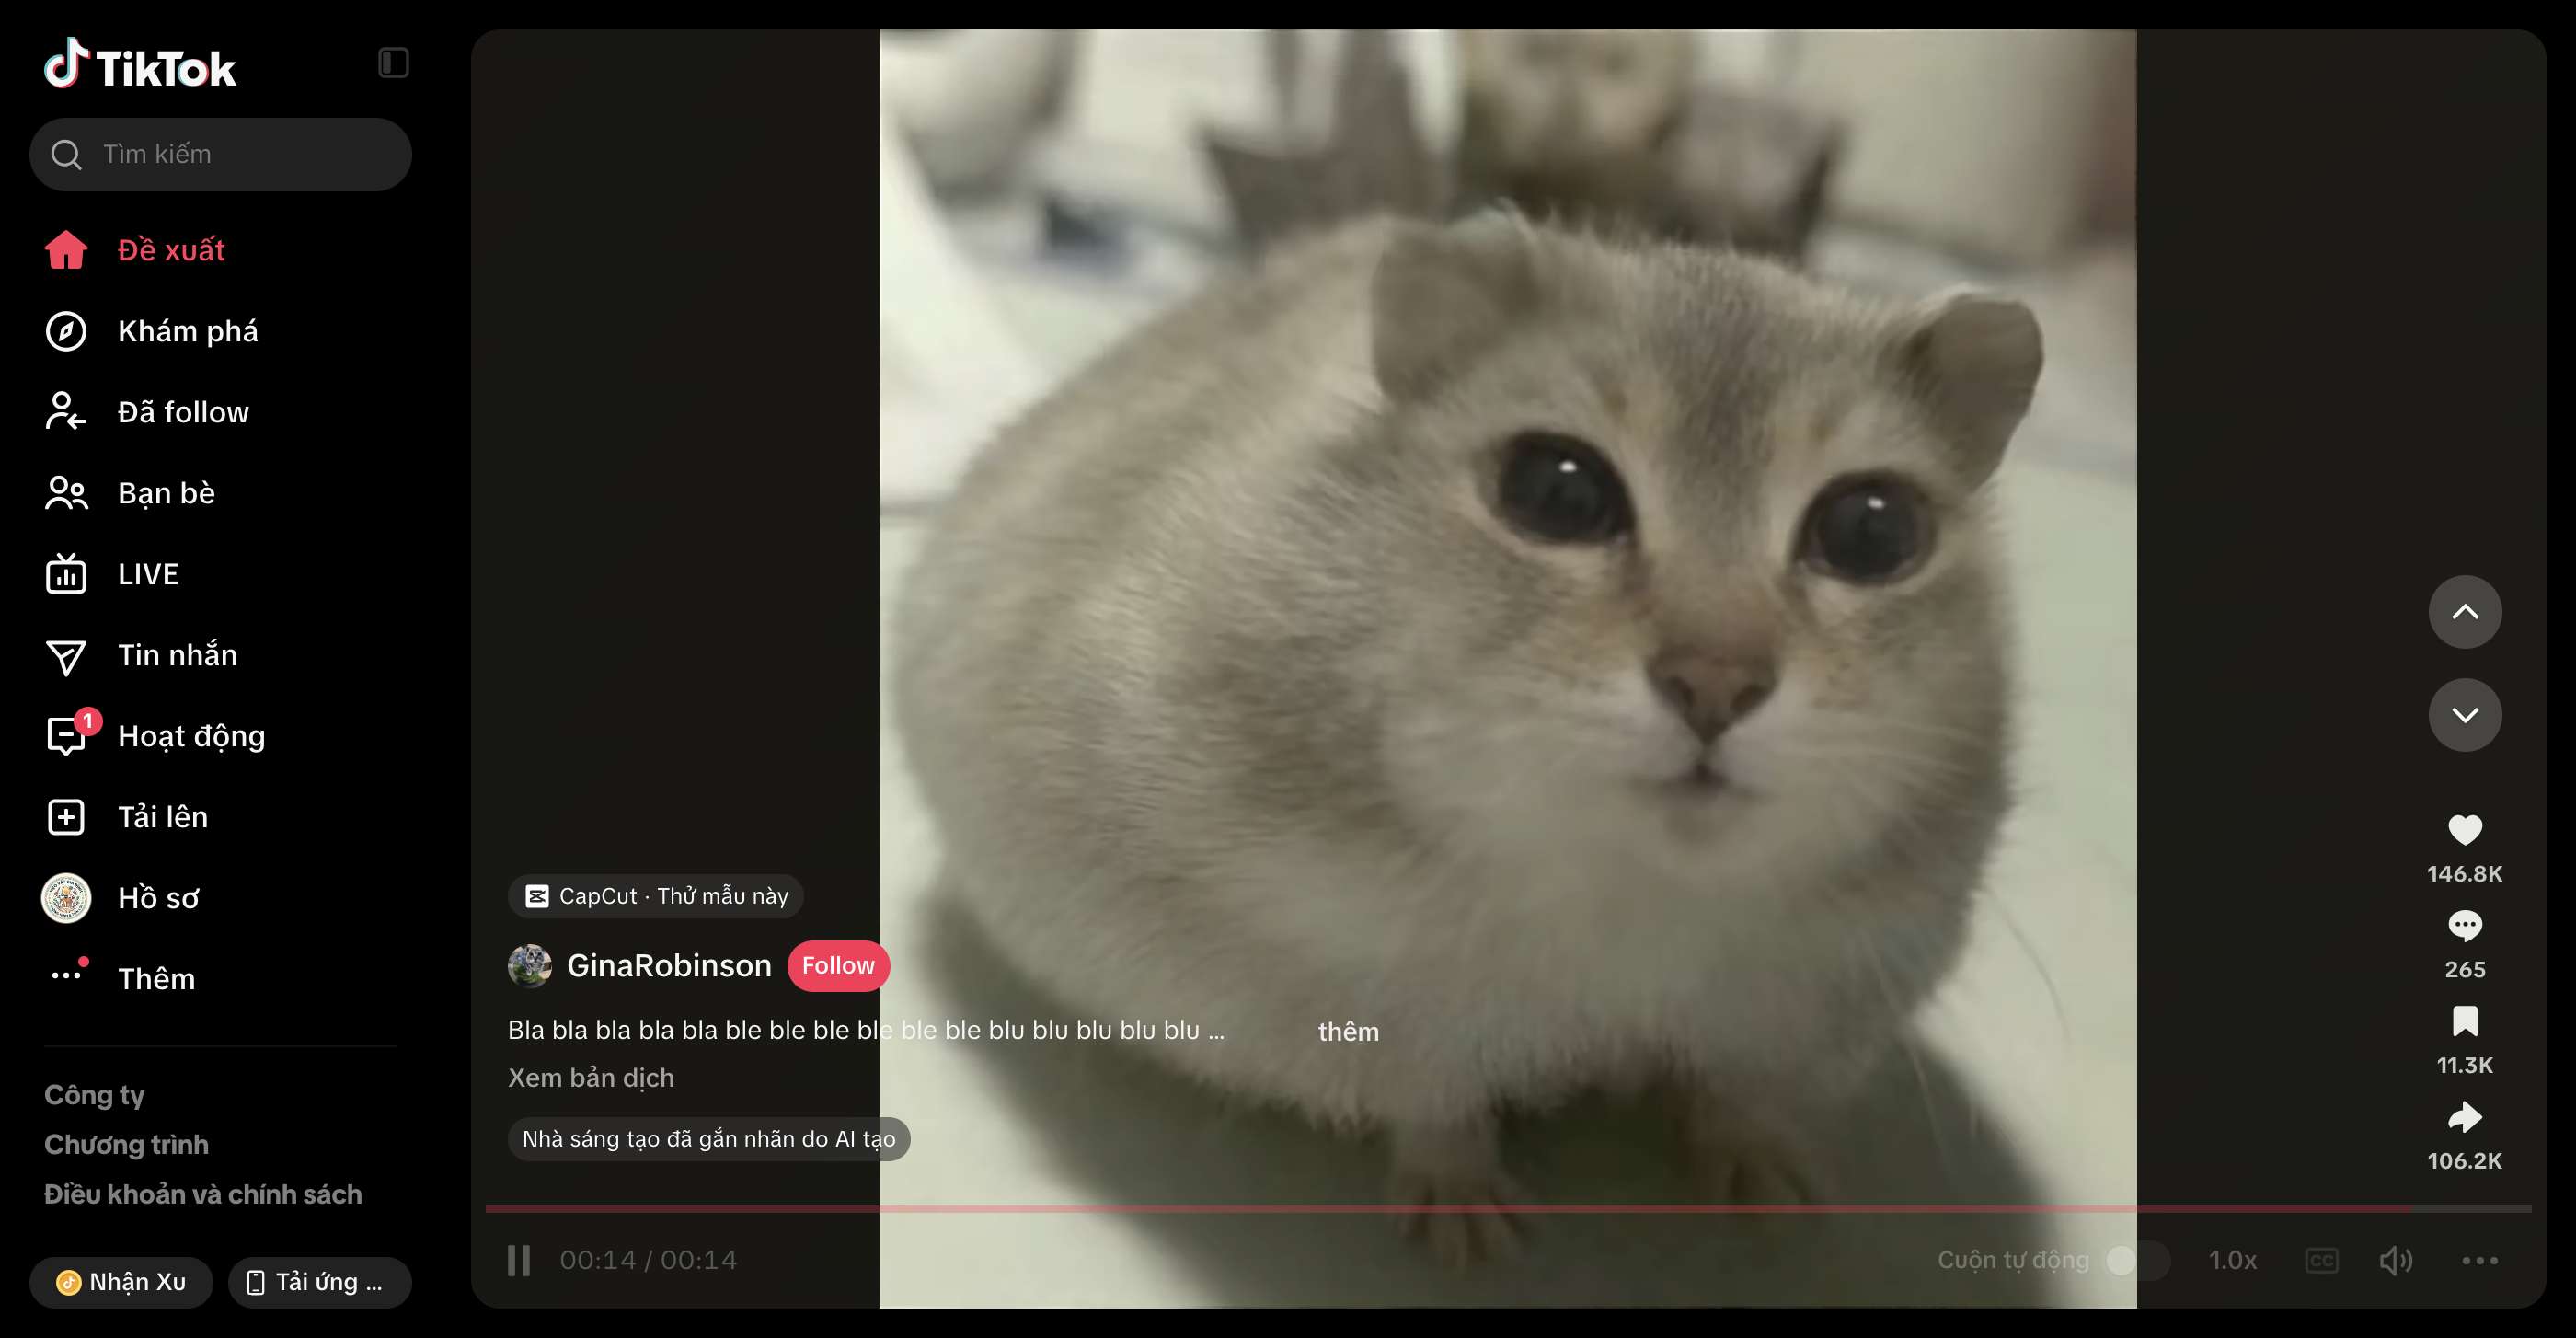 TikTok
Tìm kiếm
Đề xuất
Khám phá
Đã follow
Bạn bè
LIVE
Tin nhắn
1
Hoạt động
Tải lên
Hồ sơ
Thêm
Công ty
Chương trình
Điều khoản và chính sách
Nhận Xu
Tải ứng ...
CapCut · Thử mẫu này
GinaRobinson
Follow
Bla bla bla bla bla ble ble ble ble ble ble blu blu blu blu blu ... thêm
Xem bản dịch
Nhà sáng tạo đã gắn nhãn do AI tạo
00:14 / 00:14
Cuộn tự động
1.0x
CC
146.8K
265
11.3K
106.2K